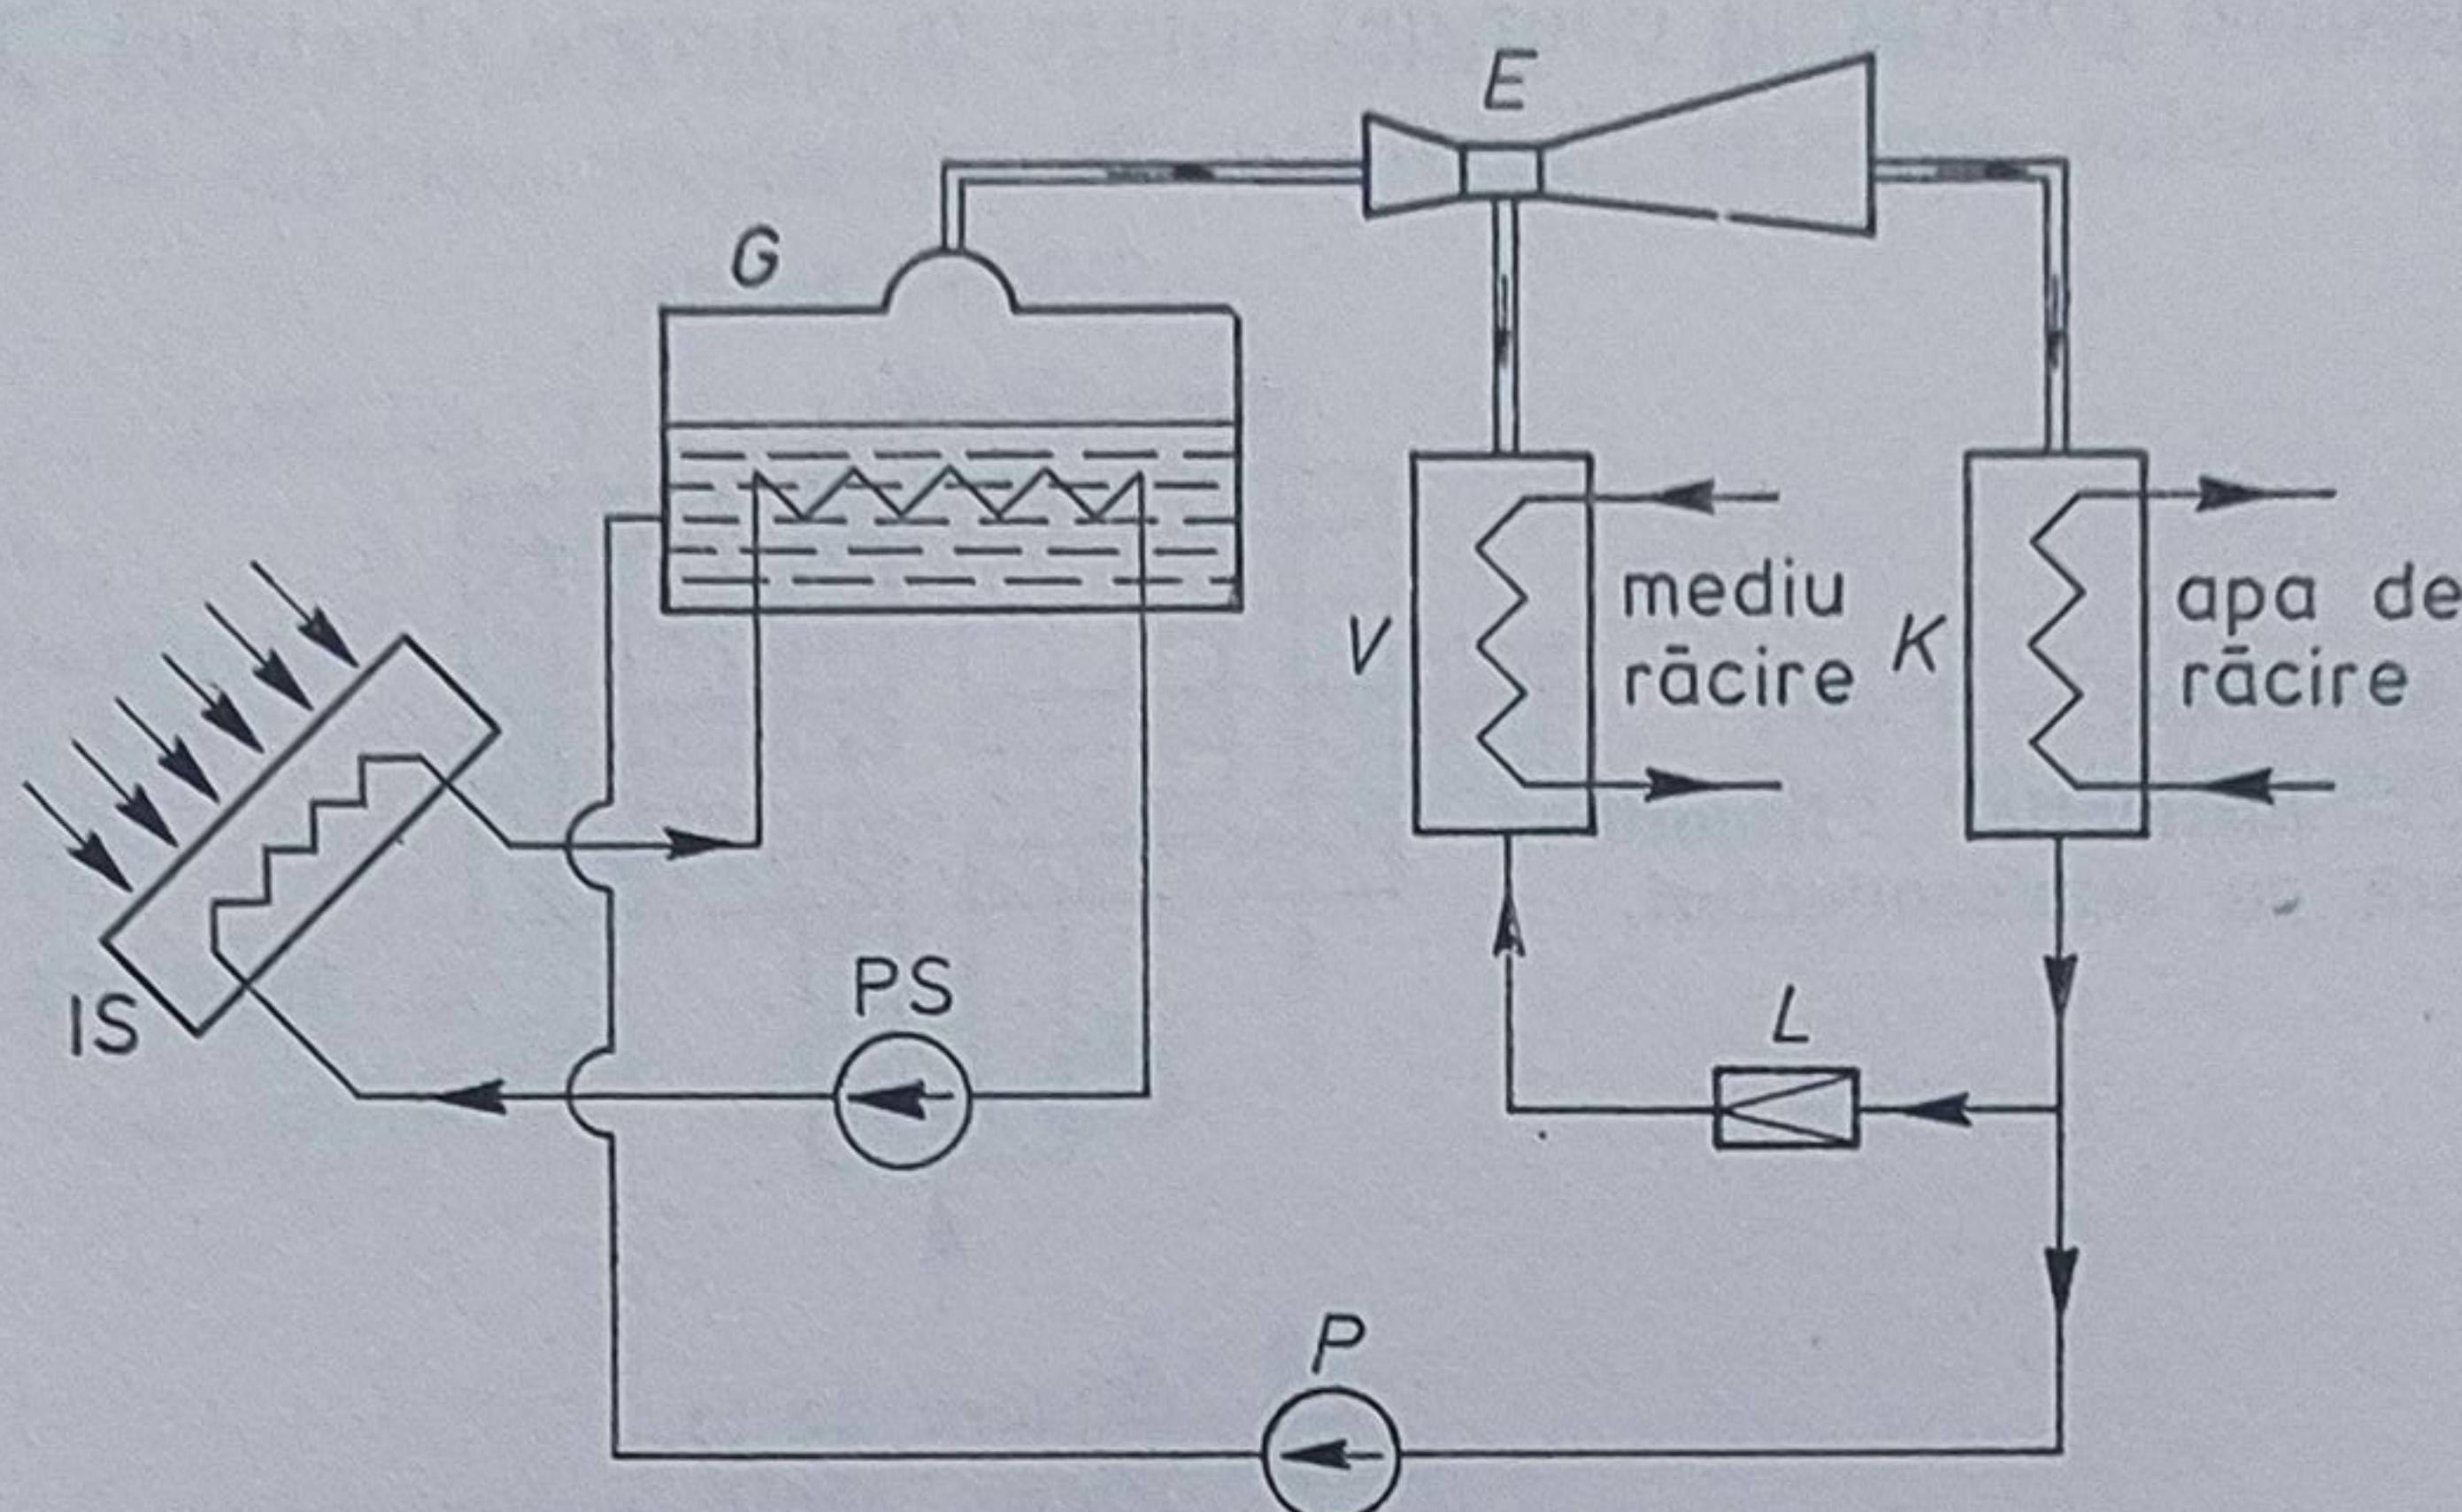 E
G
V
mediu
răcire
K
apa de
răcire
IS
PS
L
P